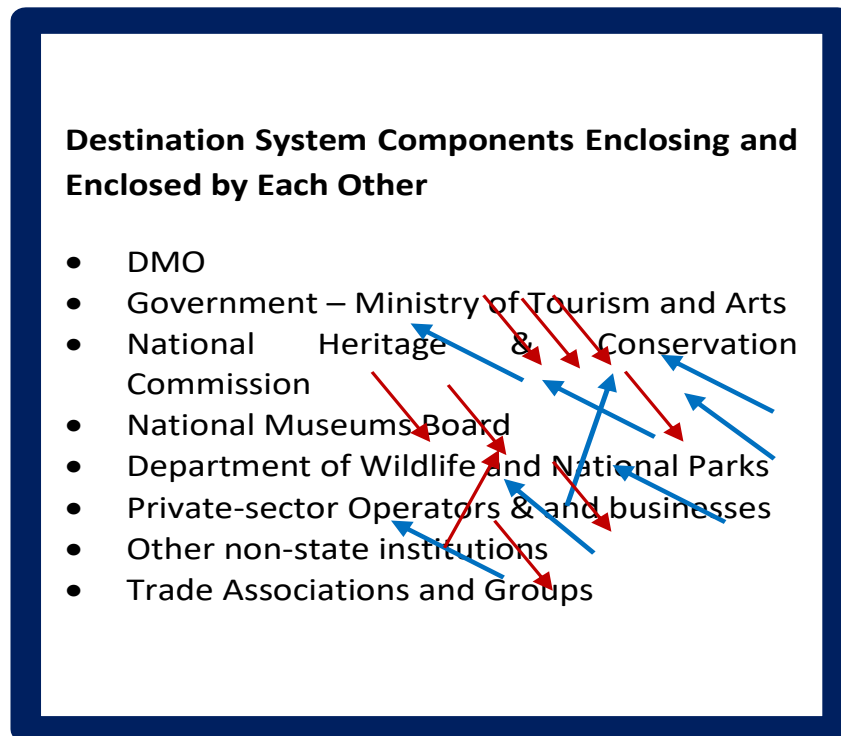 Destination System Components Enclosing and
Enclosed by Each Other
• DMO
• Government – Ministry of Tourism and Arts
• National Heritage & Conservation
Commission
• National Museums Board
• Department of Wildlife and National Parks
• Private-sector Operators & and businesses
• Other non-state institutions
• Trade Associations and Groups